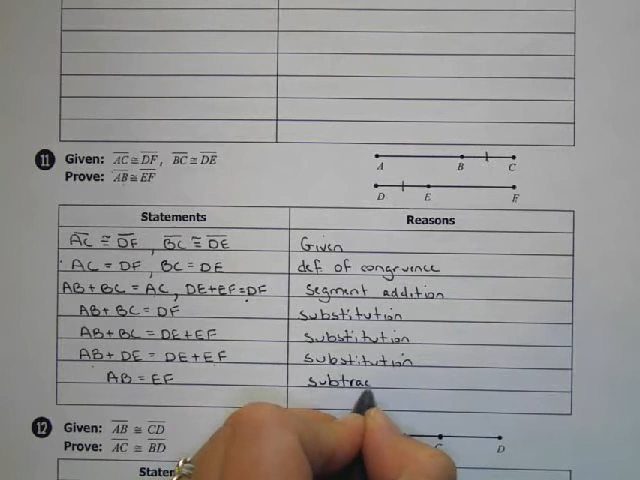 11 Given: AC ≅ DF, BC ≅ DE
Prove: AB ≅ EF
A B C
D E F
Statements Reasons
AC ≅ DF, BC ≅ DE Given
AC = DF, BC = DE def of congruence
AB + BC = AC, DE + EF = DF segment addition
AB + BC = DF substitution
AB + BC = DE + EF substitution
AB + DE = DE + EF substitution
AB = EF subtrac
12 Given: AB ≅ CD
Prove: AC ≅ BD
C D